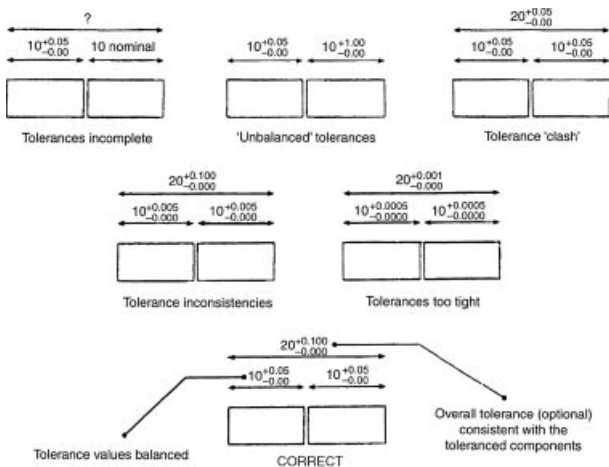 ?
10+0.05 −0.00 10 nominal
Tolerances incomplete
10+0.05 −0.00 10+1.00 −0.00
'Unbalanced' tolerances
20+0.05 −0.00
10+0.05 −0.00 10+0.05 −0.00
Tolerance 'clash'
20+0.100 −0.000
10+0.005 −0.000 10+0.005 −0.000
Tolerance inconsistencies
20+0.001 −0.000
10+0.0005 −0.0000 10+0.0005 −0.0000
Tolerances too tight
20+0.100 −0.000
10+0.05 −0.00 10+0.05 −0.00
Tolerance values balanced
CORRECT
Overall tolerance (optional)
consistent with the
toleranced components